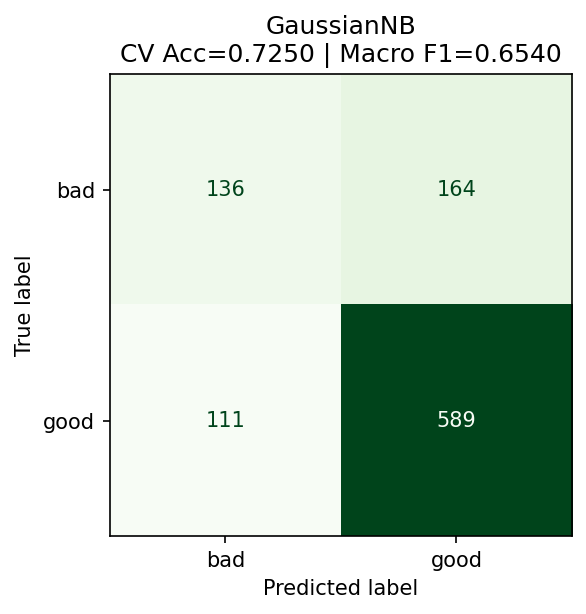 GaussianNB
CV Acc=0.7250 | Macro F1=0.6540
True label
bad
136
164
good
111
589
bad
good
Predicted label